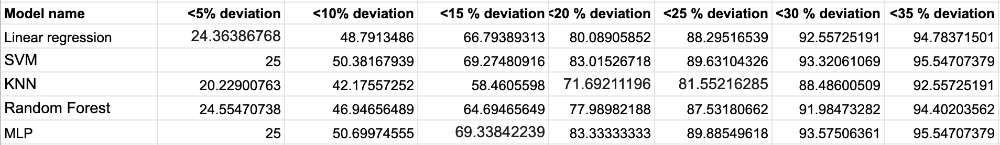 Model name <5% deviation <10% deviation <15 % deviation <20 % deviation <25 % deviation <30 % deviation <35 % deviation
Linear regression 24.36386768 48.7913486 66.79389313 80.08905852 88.29516539 92.55725191 94.78371501
SVM 25 50.38167939 69.27480916 83.01526718 89.63104326 93.32061069 95.54707379
KNN 20.22900763 42.17557252 58.4605598 71.69211196 81.55216285 88.48600509 92.55725191
Random Forest 24.55470738 46.94656489 64.69465649 77.98982188 87.53180662 91.98473282 94.40203562
MLP 25 50.69974555 69.33842239 83.33333333 89.88549618 93.57506361 95.54707379